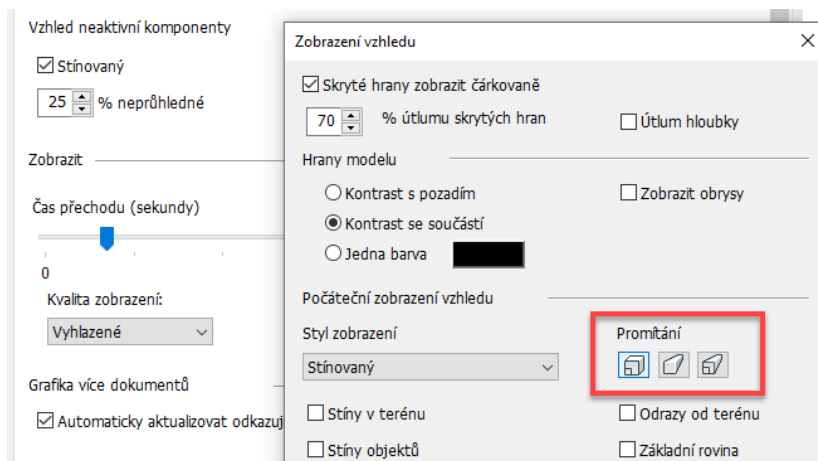 Vzhled neaktivní komponenty
Stínovaný
25 % neprůhledné
Zobrazit
Čas přechodu (sekundy)
0
Kvalita zobrazení:
Vyhlazené
Grafika více dokumentů
Automaticky aktualizovat odkazuj
Zobrazení vzhledu
Skryté hrany zobrazit čárkovaně
70 % útlumu skrytých hran
Útlum hloubky
Hrany modelu
Kontrast s pozadím
Zobrazit obrysy
Kontrast se součástí
Jedna barva
Počáteční zobrazení vzhledu
Styl zobrazení
Promítání
Stínovaný
Stíny v terénu
Odrazy od terénu
Stíny objektů
Základní rovina